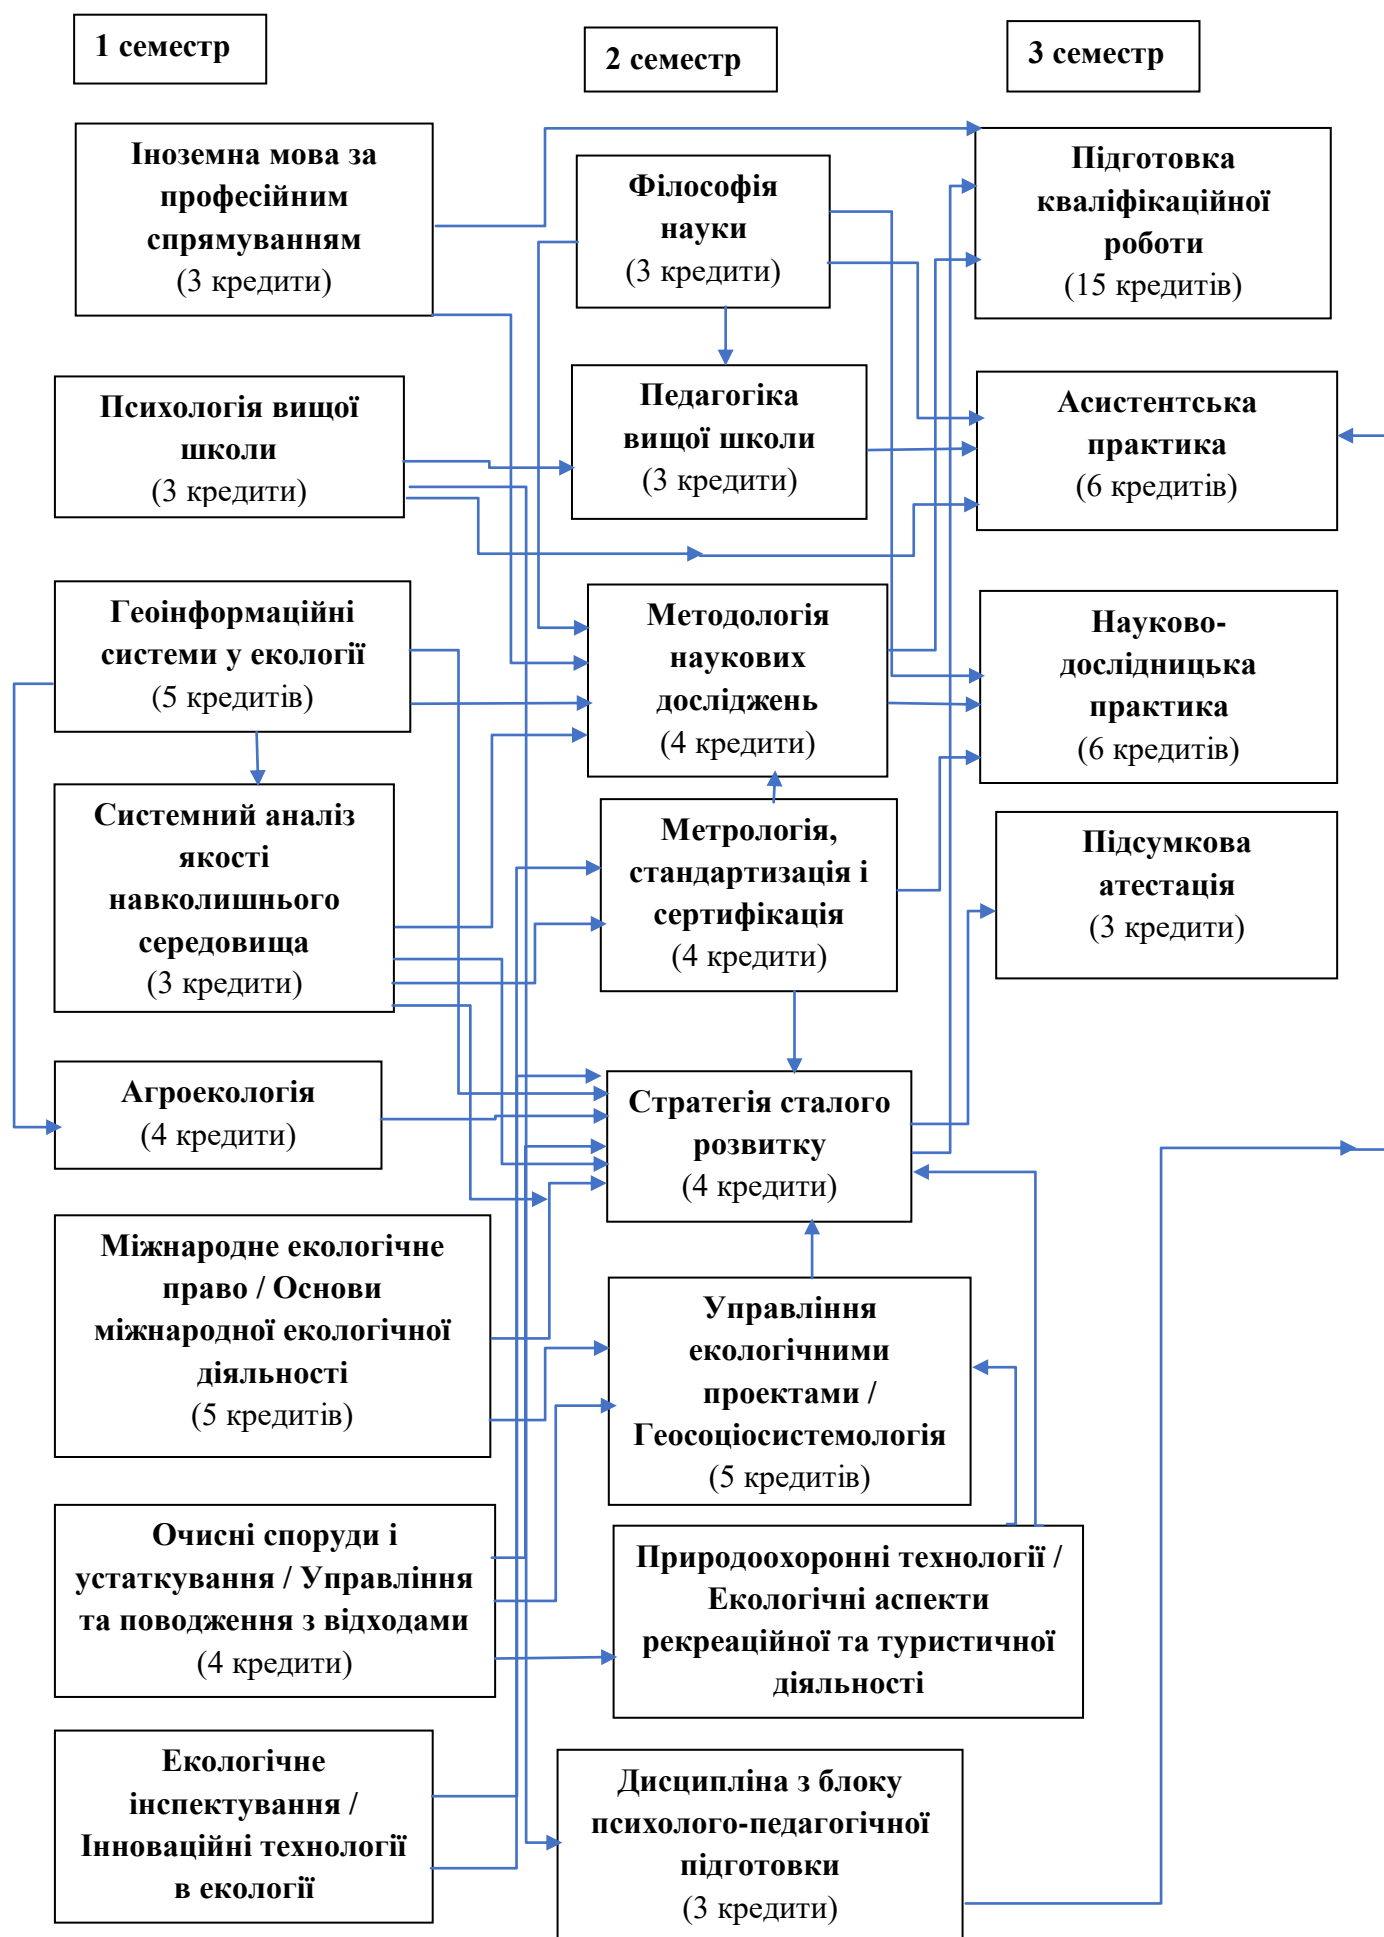 1 семестр
2 семестр
3 семестр
Іноземна мова за
професійним
спрямуванням
(3 кредити)
Психологія вищої
школи
(3 кредити)
Геоінформаційні
системи у екології
(5 кредитів)
Системний аналіз
якості
навколишнього
середовища
(3 кредити)
Агроекологія
(4 кредити)
Міжнародне екологічне
право / Основи
міжнародної екологічної
діяльності
(5 кредитів)
Очисні споруди і
устаткування / Управління
та поводження з відходами
(4 кредити)
Екологічне
інспектування /
Інноваційні технології
в екології
Філософія
науки
(3 кредити)
Педагогіка
вищої школи
(3 кредити)
Методологія
наукових
досліджень
(4 кредити)
Метрологія,
стандартизація і
сертифікація
(4 кредити)
Стратегія сталого
розвитку
(4 кредити)
Управління
екологічними
проектами /
Геосоціосистемологія
(5 кредитів)
Природоохоронні технології /
Екологічні аспекти
рекреаційної та туристичної
діяльності
Дисципліна з блоку
психолого-педагогічної
підготовки
(3 кредити)
Підготовка
кваліфікаційної
роботи
(15 кредитів)
Асистентська
практика
(6 кредитів)
Науково-
дослідницька
практика
(6 кредитів)
Підсумкова
атестація
(3 кредити)